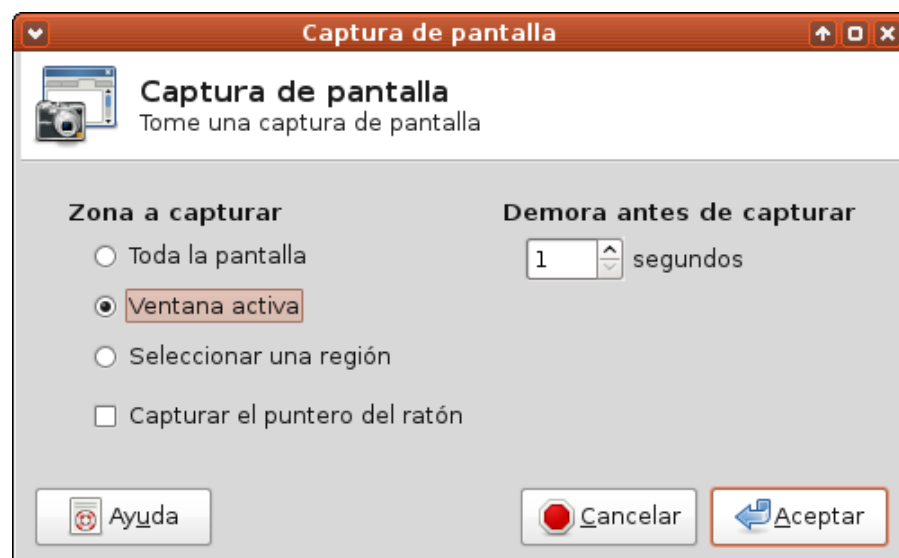 Captura de pantalla
Captura de pantalla
Tome una captura de pantalla
Zona a capturar
Toda la pantalla
Ventana activa
Seleccionar una región
Capturar el puntero del ratón
Demora antes de capturar
1 segundos
Ayuda
Cancelar
Aceptar